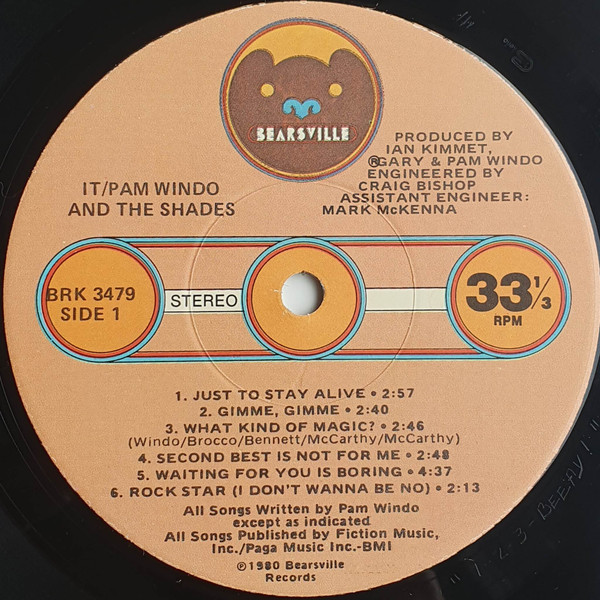 BEARSVILLE
PRODUCED BY
IAN KIMMET,
℗GARY & PAM WINDO
ENGINEERED BY
CRAIG BISHOP
ASSISTANT ENGINEER:
MARK McKENNA
IT/PAM WINDO
AND THE SHADES
BRK 3479
SIDE 1
STEREO
33 1/3
RPM
1. JUST TO STAY ALIVE • 2:57
2. GIMME, GIMME • 2:40
3. WHAT KIND OF MAGIC? • 2:46
(Windo/Brocco/Bennett/McCarthy/McCarthy)
4. SECOND BEST IS NOT FOR ME • 2:48
5. WAITING FOR YOU IS BORING • 4:37
6. ROCK STAR (I DON'T WANNA BE NO) • 2:13
All Songs Written by Pam Windo
except as indicated
All Songs Published by Fiction Music,
Inc./Paga Music Inc.-BMI
℗1980 Bearsville
Records